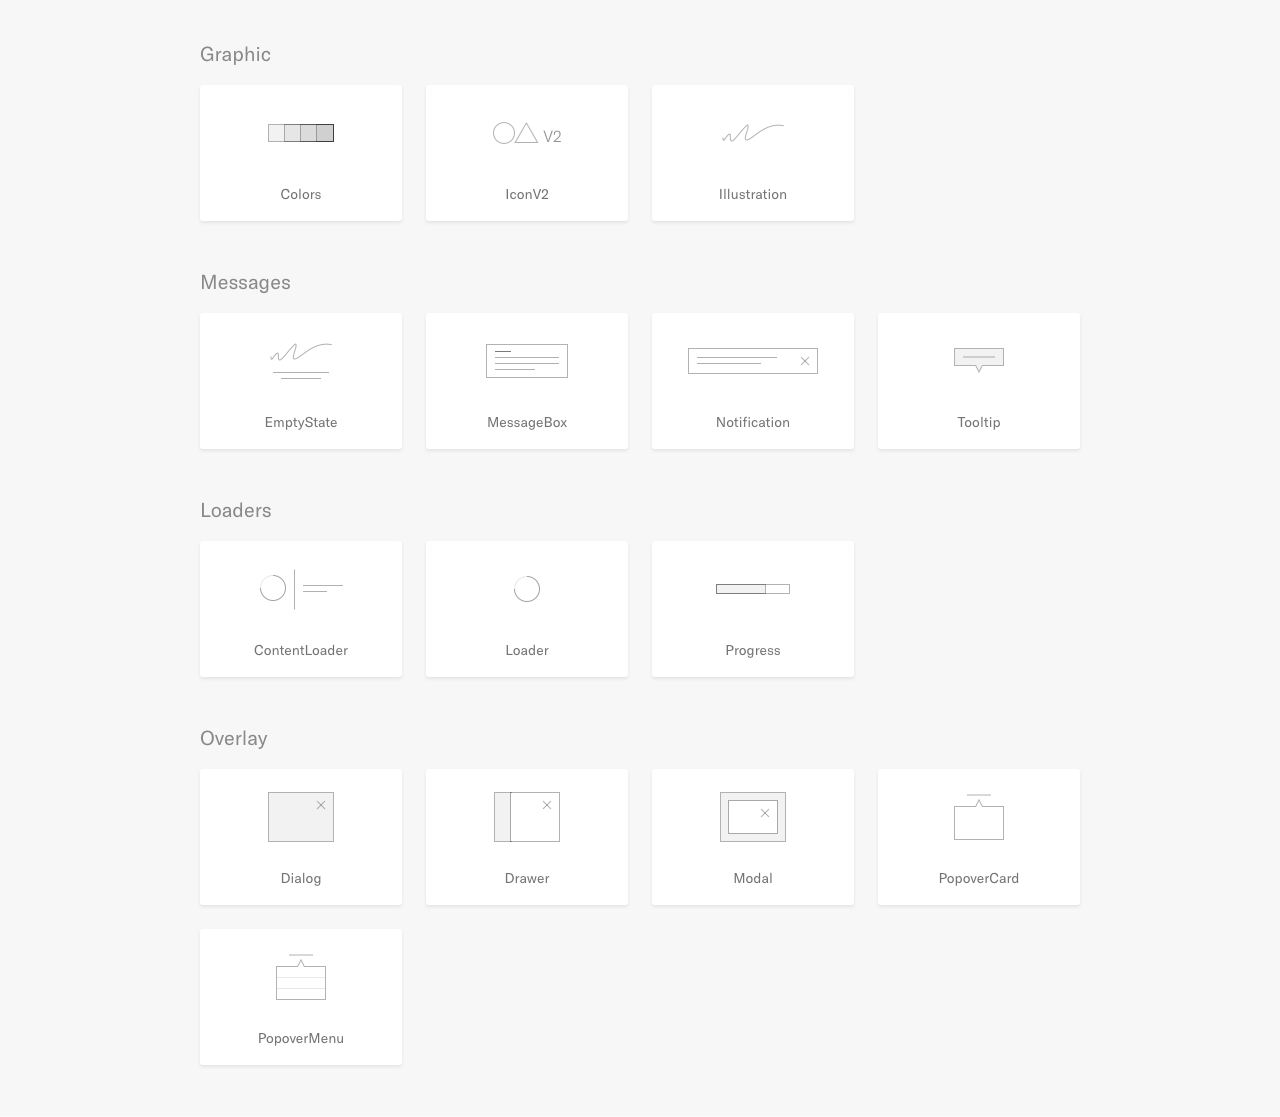 Graphic
V2
Colors
IconV2
Illustration
Messages
EmptyState
MessageBox
Notification
Tooltip
Loaders
ContentLoader
Loader
Progress
Overlay
Dialog
Drawer
Modal
PopoverCard
PopoverMenu